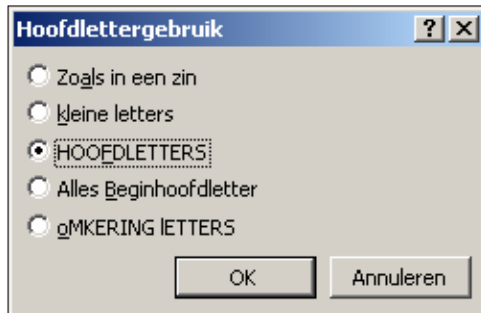 Hoofdlettergebruik
Zoals in een zin
kleine letters
HOOFDLETTERS
Alles Beginhoofdletter
oMKERING lETTERS
OK Annuleren